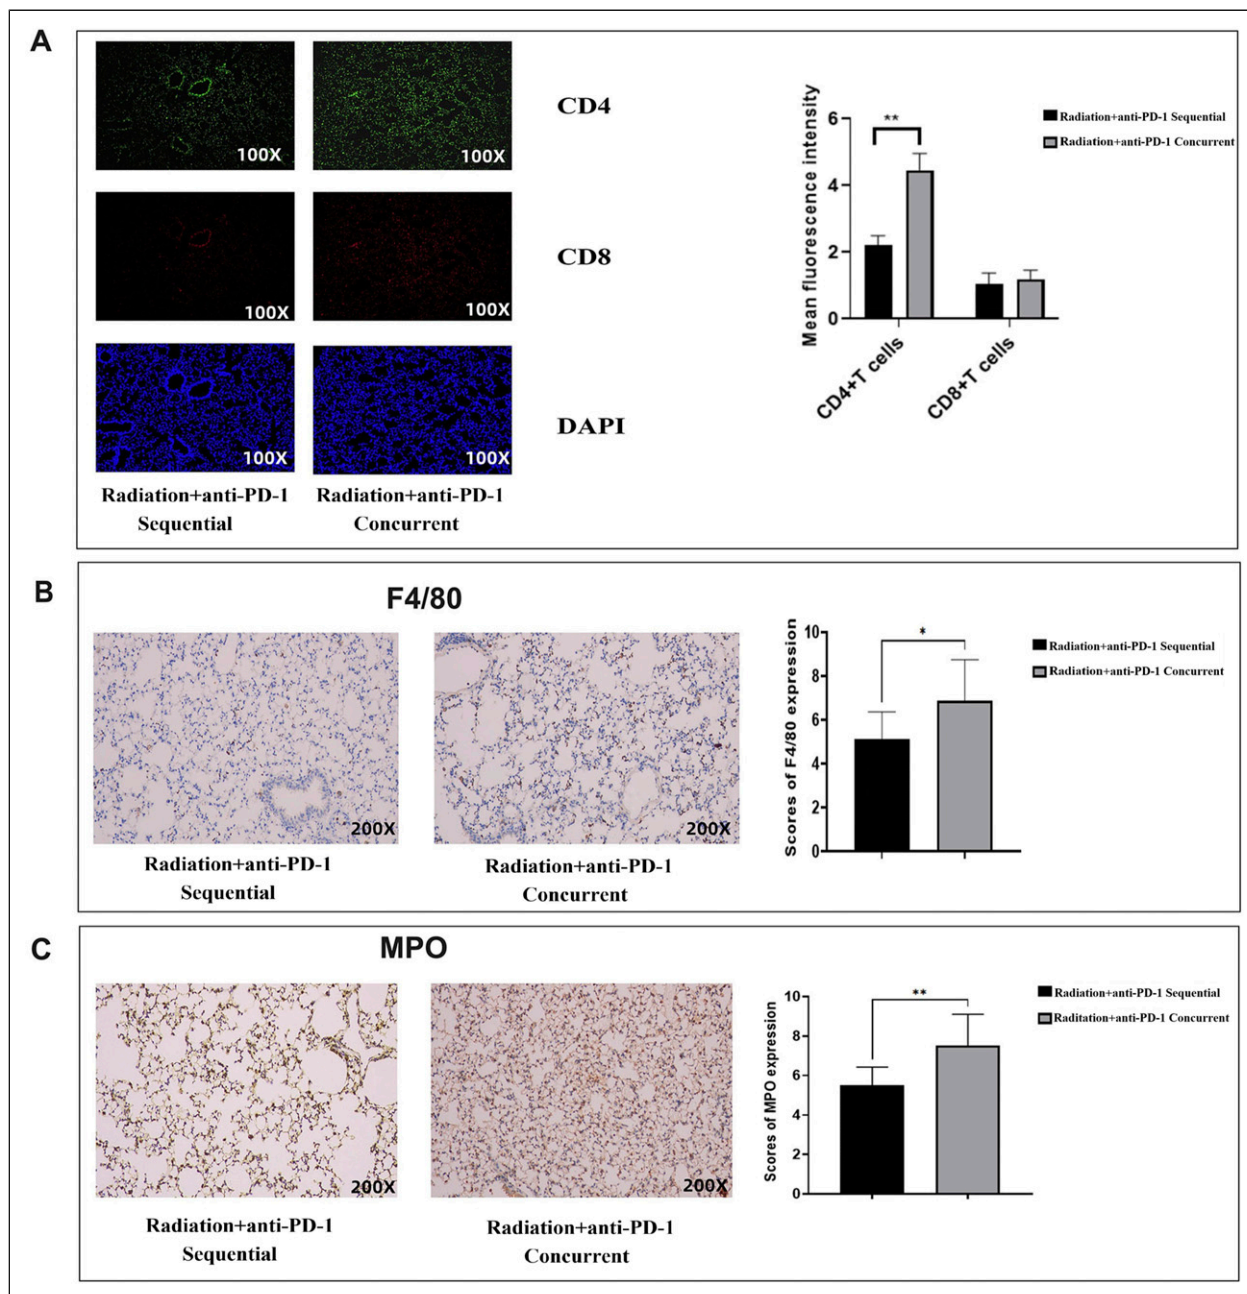 A
100X
100X
CD4
100X
100X
CD8
100X
100X
DAPI
Radiation+anti-PD-1
Sequential
Radiation+anti-PD-1
Concurrent
Mean fluorescence intensity
6
4
2
0
**
CD4+T cells
CD8+T cells
Radiation+anti-PD-1 Sequential
Radiation+anti-PD-1 Concurrent
B
F4/80
200X
200X
Radiation+anti-PD-1
Sequential
Radiation+anti-PD-1
Concurrent
Scores of F4/80 expression
10
8
6
4
2
0
*
Radiation+anti-PD-1 Sequential
Radiation+anti-PD-1 Concurrent
C
MPO
200X
200X
Radiation+anti-PD-1
Sequential
Radiation+anti-PD-1
Concurrent
Scores of MPO expression
10
8
6
4
2
0
**
Radiation+anti-PD-1 Sequential
Raditation+anti-PD-1 Concurrent